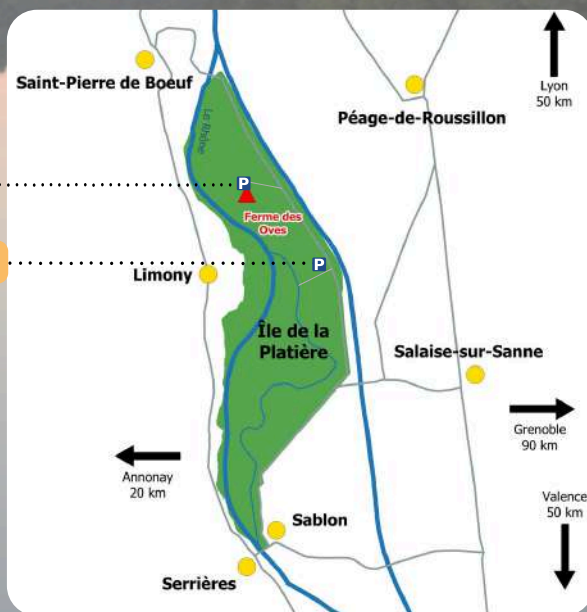 Saint-Pierre de Boeuf
Lyon
50 km
Péage-de-Roussillon
Le Rhône
P
Ferme des
Oves
P
Limony
Île de la
Platière
Salaise-sur-Sanne
Grenoble
90 km
Annonay
20 km
Valence
50 km
Sablon
Serrières